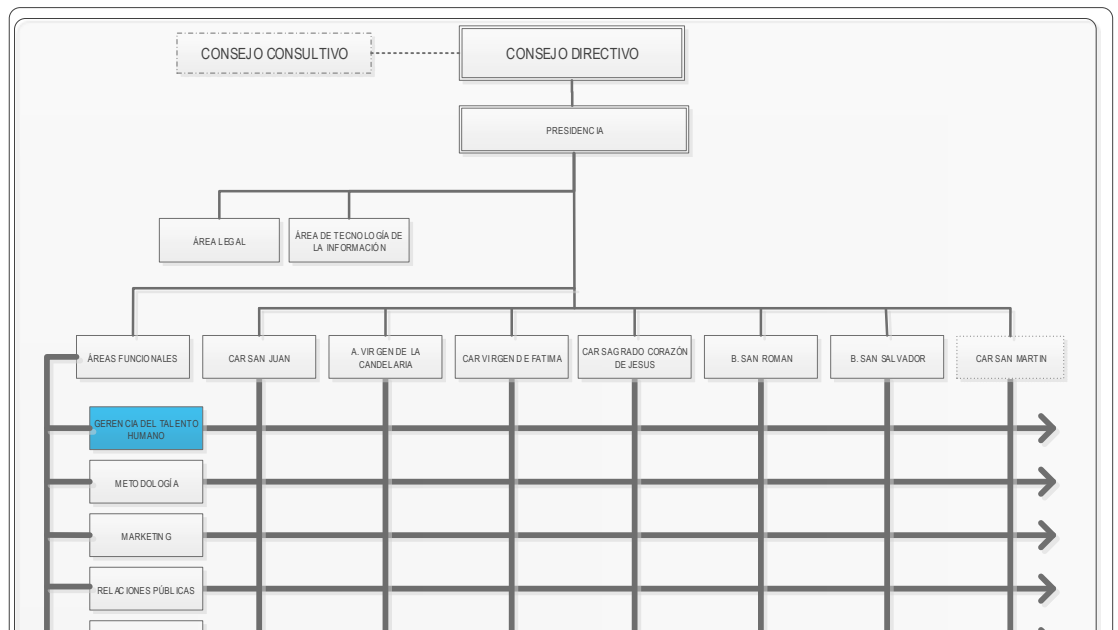 CONSEJO CONSULTIVO
CONSEJO DIRECTIVO
PRESIDENCIA
ÁREA LEGAL
ÁREA DE TECNOLOGÍA DE
LA INFORMACIÓN
ÁREAS FUNCIONALES
CAR SAN JUAN
A. VIRGEN DE LA
CANDELARIA
CAR VIRGEN DE FATIMA
CAR SAGRADO CORAZÓN
DE JESUS
B. SAN ROMAN
B. SAN SALVADOR
CAR SAN MARTIN
GERENCIA DEL TALENTO
HUMANO
METODOLOGÍA
MARKETING
RELACIONES PÚBLICAS